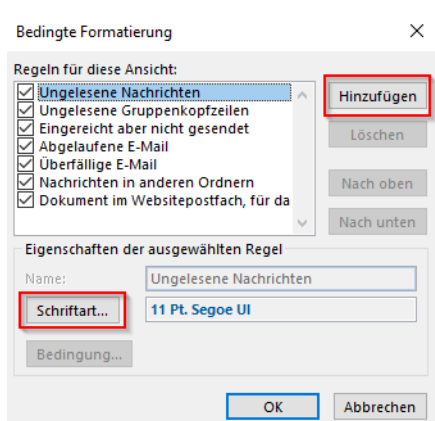 Bedingte Formatierung
Regeln für diese Ansicht:
Ungelesene Nachrichten
Ungelesene Gruppenkopfzeilen
Eingereicht aber nicht gesendet
Abgelaufene E-Mail
Überfällige E-Mail
Nachrichten in anderen Ordnern
Dokument im Websitepostfach, für da
Hinzufügen
Löschen
Nach oben
Nach unten
Eigenschaften der ausgewählten Regel
Name:
Ungelesene Nachrichten
Schriftart...
11 Pt. Segoe UI
Bedingung...
OK
Abbrechen